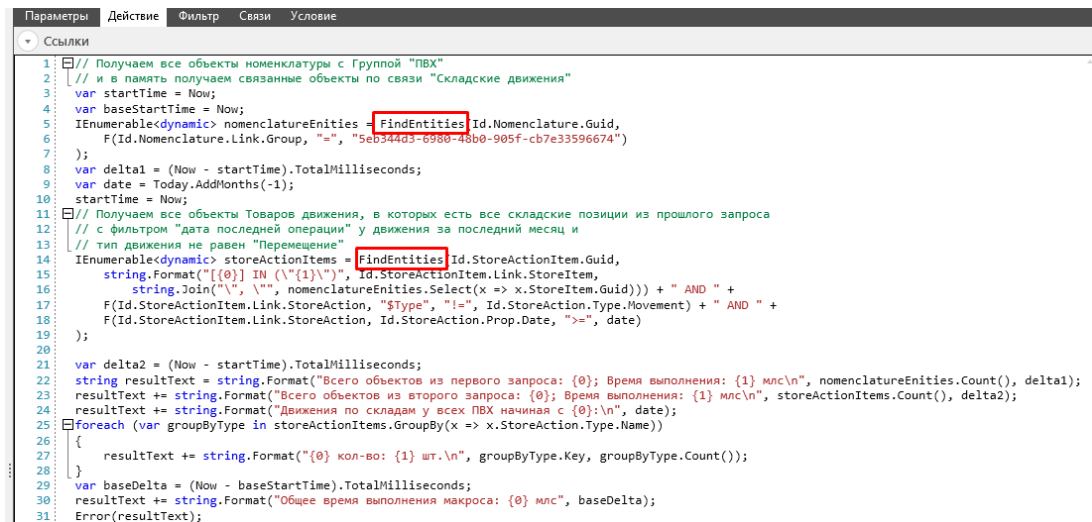 Параметры Действие Фильтр Связи Условие
Ссылки
1 // Получаем все объекты номенклатуры с Группой "ПВХ"
2 // и в память получаем связанные объекты по связи "Складские движения"
3 var startTime = Now;
4 var baseStartTime = Now;
5 IEnumerable<dynamic> nomenclatureEnities = FindEntities(Id.Nomenclature.Guid,
6 F(Id.Nomenclature.Link.Group, "=", "5eb344d3-6980-48b0-905f-cb7e33596674")
7 );
8 var delta1 = (Now - startTime).TotalMilliseconds;
9 var date = Today.AddMonths(-1);
10 startTime = Now;
11 // Получаем все объекты Товаров движения, в которых есть все складские позиции из прошлого запроса
12 // с фильтром "дата последней операции" у движения за последний месяц и
13 // тип движения не равен "Перемещение"
14 IEnumerable<dynamic> storeActionItems = FindEntities(Id.StoreActionItem.Guid,
15 string.Format("[{0}] IN (\"{1}\")", Id.StoreActionItem.Link.StoreItem,
16 string.Join("\", \"", nomenclatureEnities.Select(x => x.StoreItem.Guid))) + " AND " +
17 F(Id.StoreActionItem.Link.StoreAction, "$Type", "!=", Id.StoreAction.Type.Movement) + " AND " +
18 F(Id.StoreActionItem.Link.StoreAction, Id.StoreAction.Prop.Date, ">=", date)
19 );
20
21 var delta2 = (Now - startTime).TotalMilliseconds;
22 string resultText = string.Format("Всего объектов из первого запроса: {0}; Время выполнения: {1} млс\n", nomenclatureEnities.Count(), delta1);
23 resultText += string.Format("Всего объектов из второго запроса: {0}; Время выполнения: {1} млс\n", storeActionItems.Count(), delta2);
24 resultText += string.Format("Движения по складам у всех ПВХ начиная с {0}:\n", date);
25 foreach (var groupByType in storeActionItems.GroupBy(x => x.StoreAction.Type.Name))
26 {
27 resultText += string.Format("{0} кол-во: {1} шт.\n", groupByType.Key, groupByType.Count());
28 }
29 var baseDelta = (Now - baseStartTime).TotalMilliseconds;
30 resultText += string.Format("Общее время выполнения макроса: {0} млс", baseDelta);
31 Error(resultText);